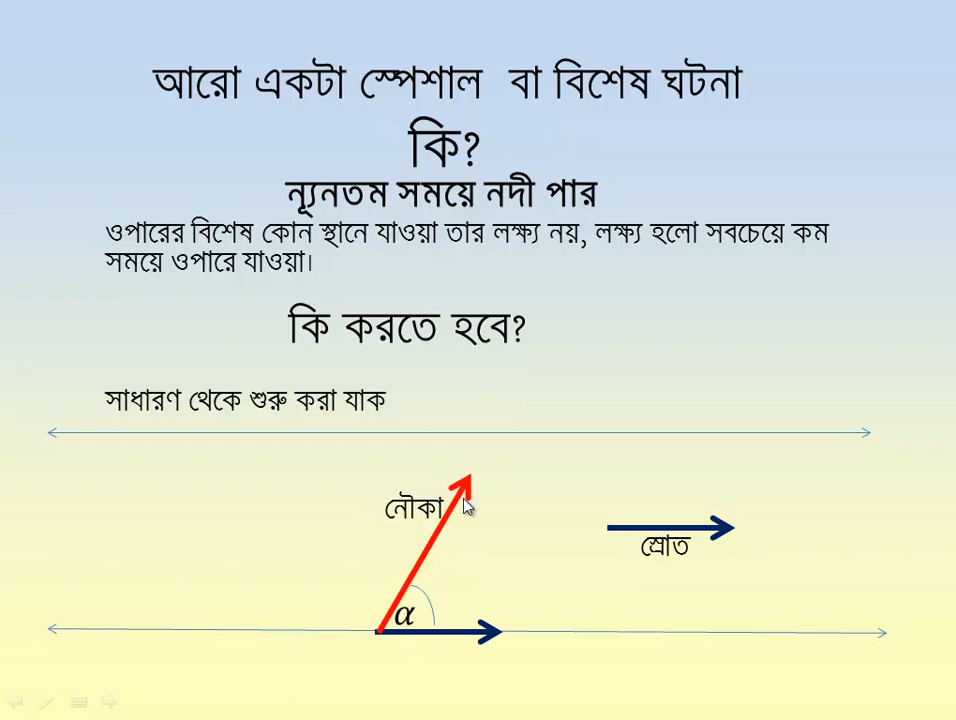 আরো একটা স্পেশাল বা বিশেষ ঘটনা
কি?
ন্যূনতম সময়ে নদী পার
ওপারের বিশেষ কোন স্থানে যাওয়া তার লক্ষ্য নয়, লক্ষ্য হলো সবচেয়ে কম
সময়ে ওপারে যাওয়া।
কি করতে হবে?
সাধারণ থেকে শুরু করা যাক
নৌকা
স্রোত
α